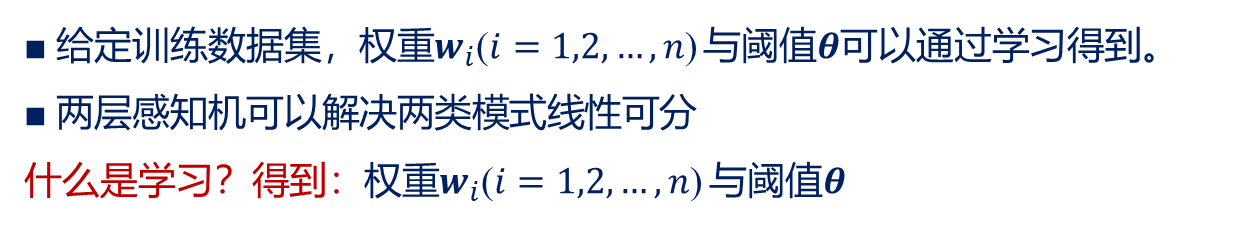 ■ 给定训练数据集，权重𝒘ᵢ(i = 1,2, … , n)与阈值𝜽可以通过学习得到。
■ 两层感知机可以解决两类模式线性可分
什么是学习？得到：权重𝒘ᵢ(i = 1,2, … , n)与阈值𝜽